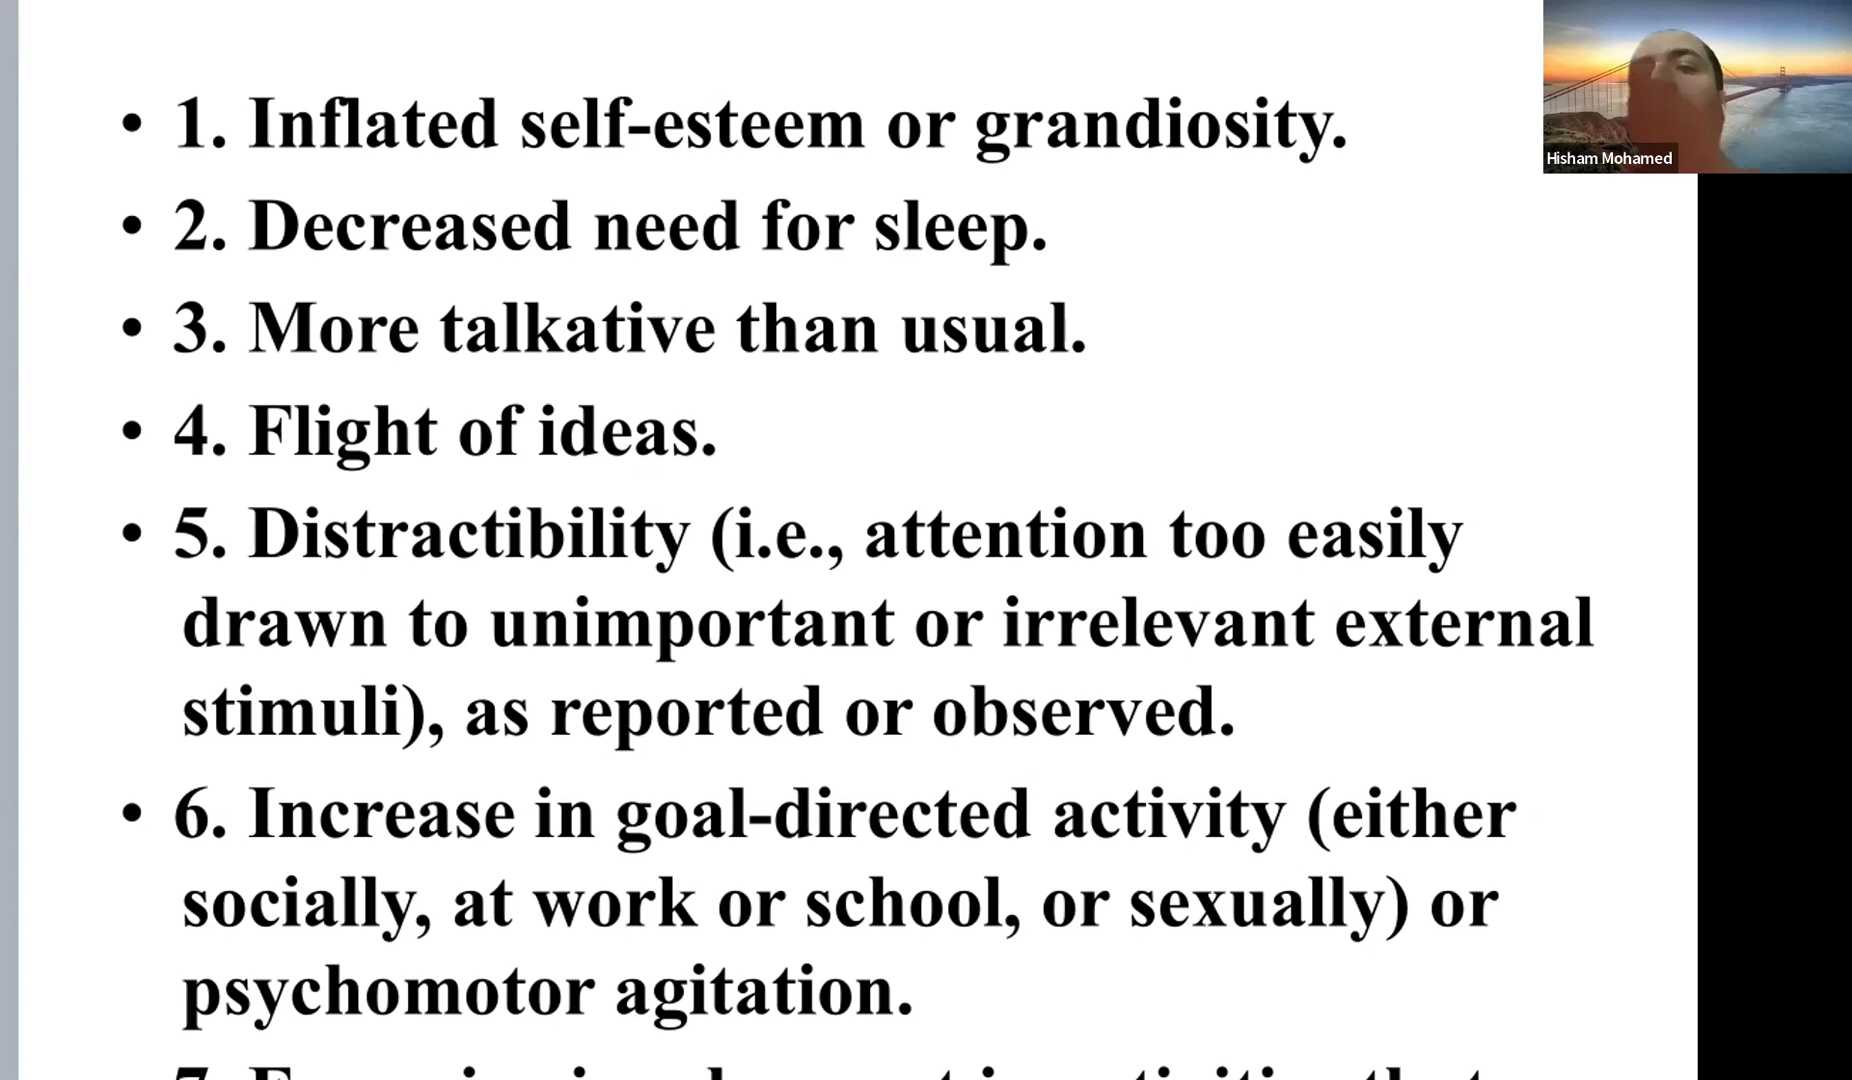 • 1. Inflated self-esteem or grandiosity.
• 2. Decreased need for sleep.
• 3. More talkative than usual.
• 4. Flight of ideas.
• 5. Distractibility (i.e., attention too easily
drawn to unimportant or irrelevant external
stimuli), as reported or observed.
• 6. Increase in goal-directed activity (either
socially, at work or school, or sexually) or
psychomotor agitation.
7.
Hisham Mohamed